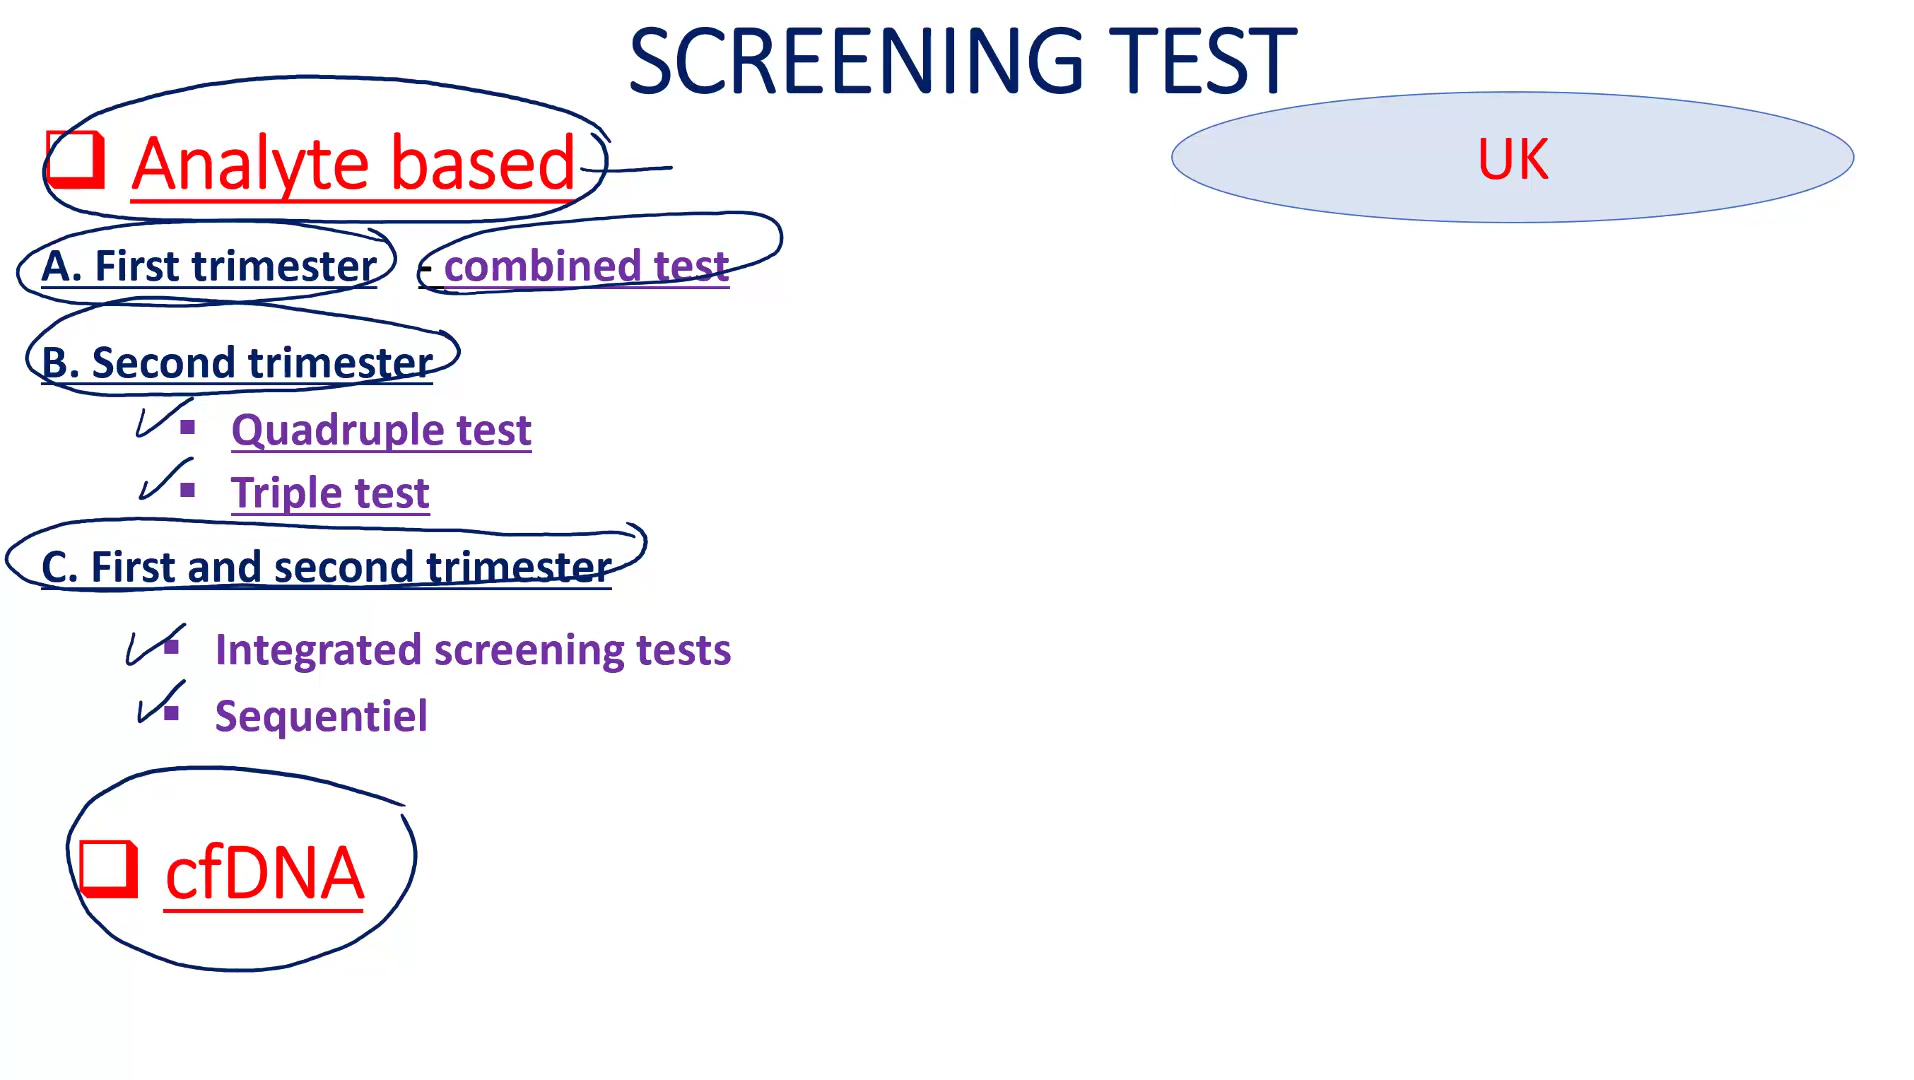 SCREENING TEST
Analyte based
UK
A. First trimester - combined test
B. Second trimester
Quadruple test
Triple test
C. First and second trimester
Integrated screening tests
Sequentiel
cfDNA